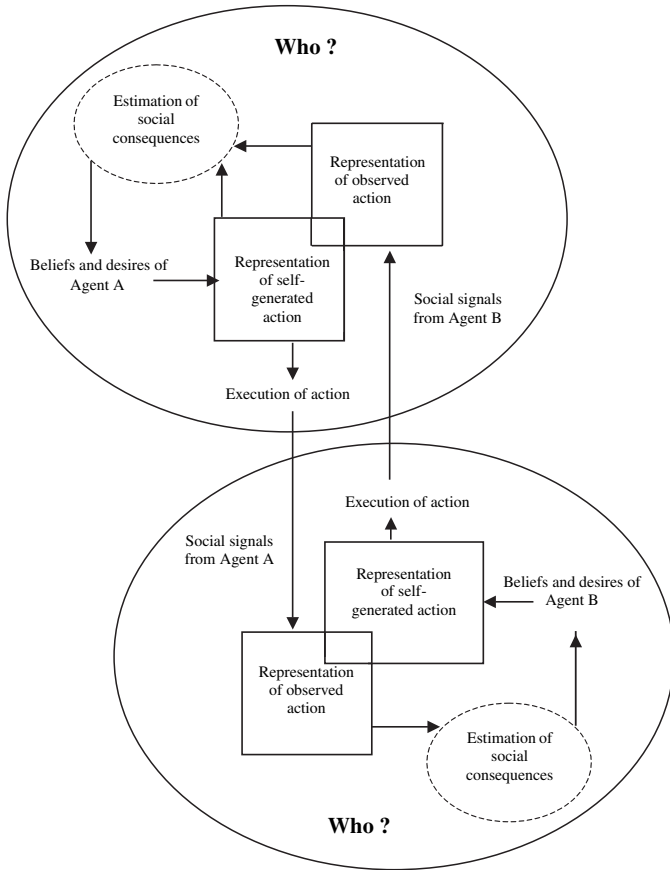 Who ?
Estimation of
social
consequences
Representation
of observed
action
Beliefs and desires of
Agent A
Representation
of self-
generated
action
Social signals
from Agent B
Execution of action
Execution of action
Social signals
from Agent A
Representation
of self-
generated action
Beliefs and desires of
Agent B
Representation
of observed
action
Estimation of
social
consequences
Who ?